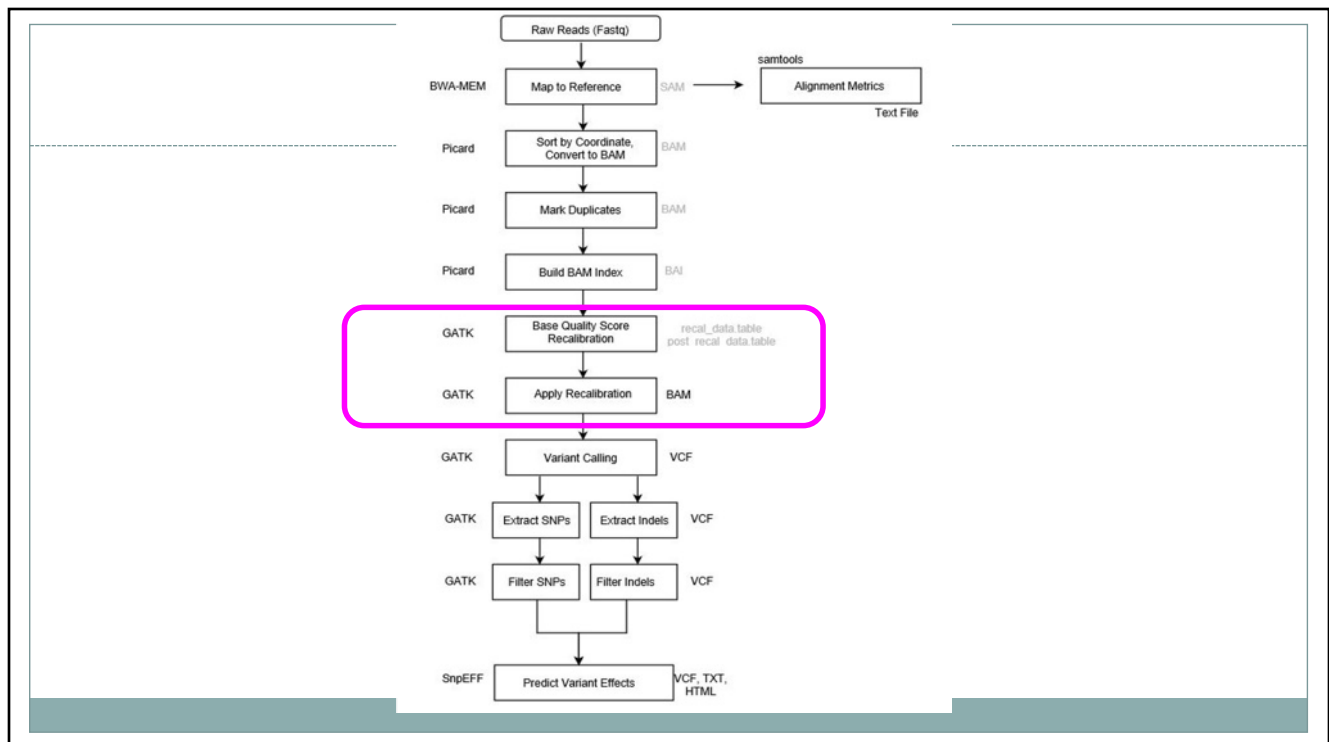 Raw Reads (Fastq)
samtools
BWA-MEM
Map to Reference
SAM
Alignment Metrics
Text File
Picard
Sort by Coordinate,
Convert to BAM
BAM
Picard
Mark Duplicates
BAM
Picard
Build BAM Index
BAI
GATK
Base Quality Score
Recalibration
recal_data.table
post_recal_data.table
GATK
Apply Recalibration
BAM
GATK
Variant Calling
VCF
GATK
Extract SNPs
Extract Indels
VCF
GATK
Filter SNPs
Filter Indels
VCF
SnpEFF
Predict Variant Effects
VCF, TXT,
HTML